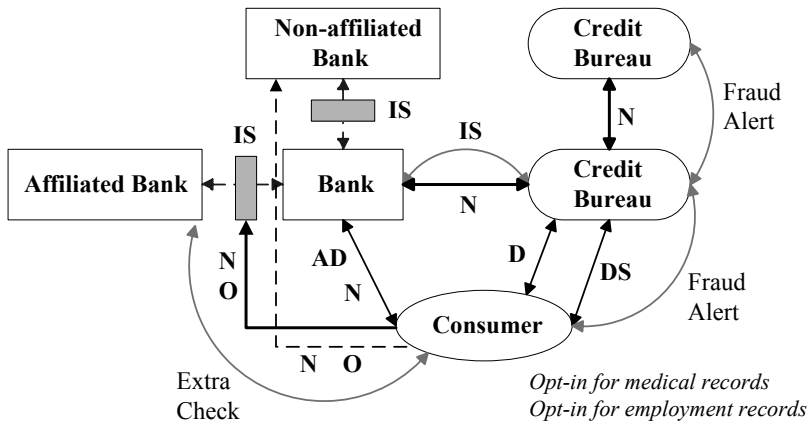 Non-affiliated
Bank
Credit
Bureau
Fraud
Alert
IS
N
IS
IS
Affiliated Bank
Bank
Credit
Bureau
N
N
O
AD
N
D
DS
Fraud
Alert
Consumer
N O
Extra
Check
Opt-in for medical records
Opt-in for employment records